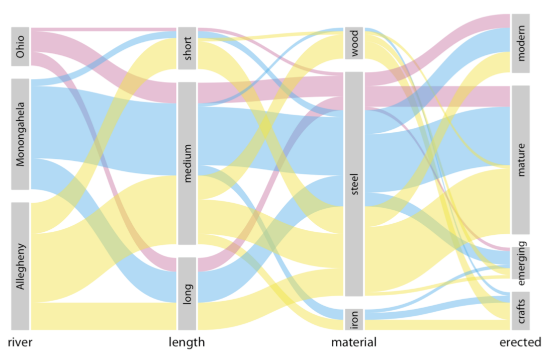 Ohio
Monongahela
Allegheny
short
medium
long
wood
steel
iron
modern
mature
emerging
crafts
river
length
material
erected